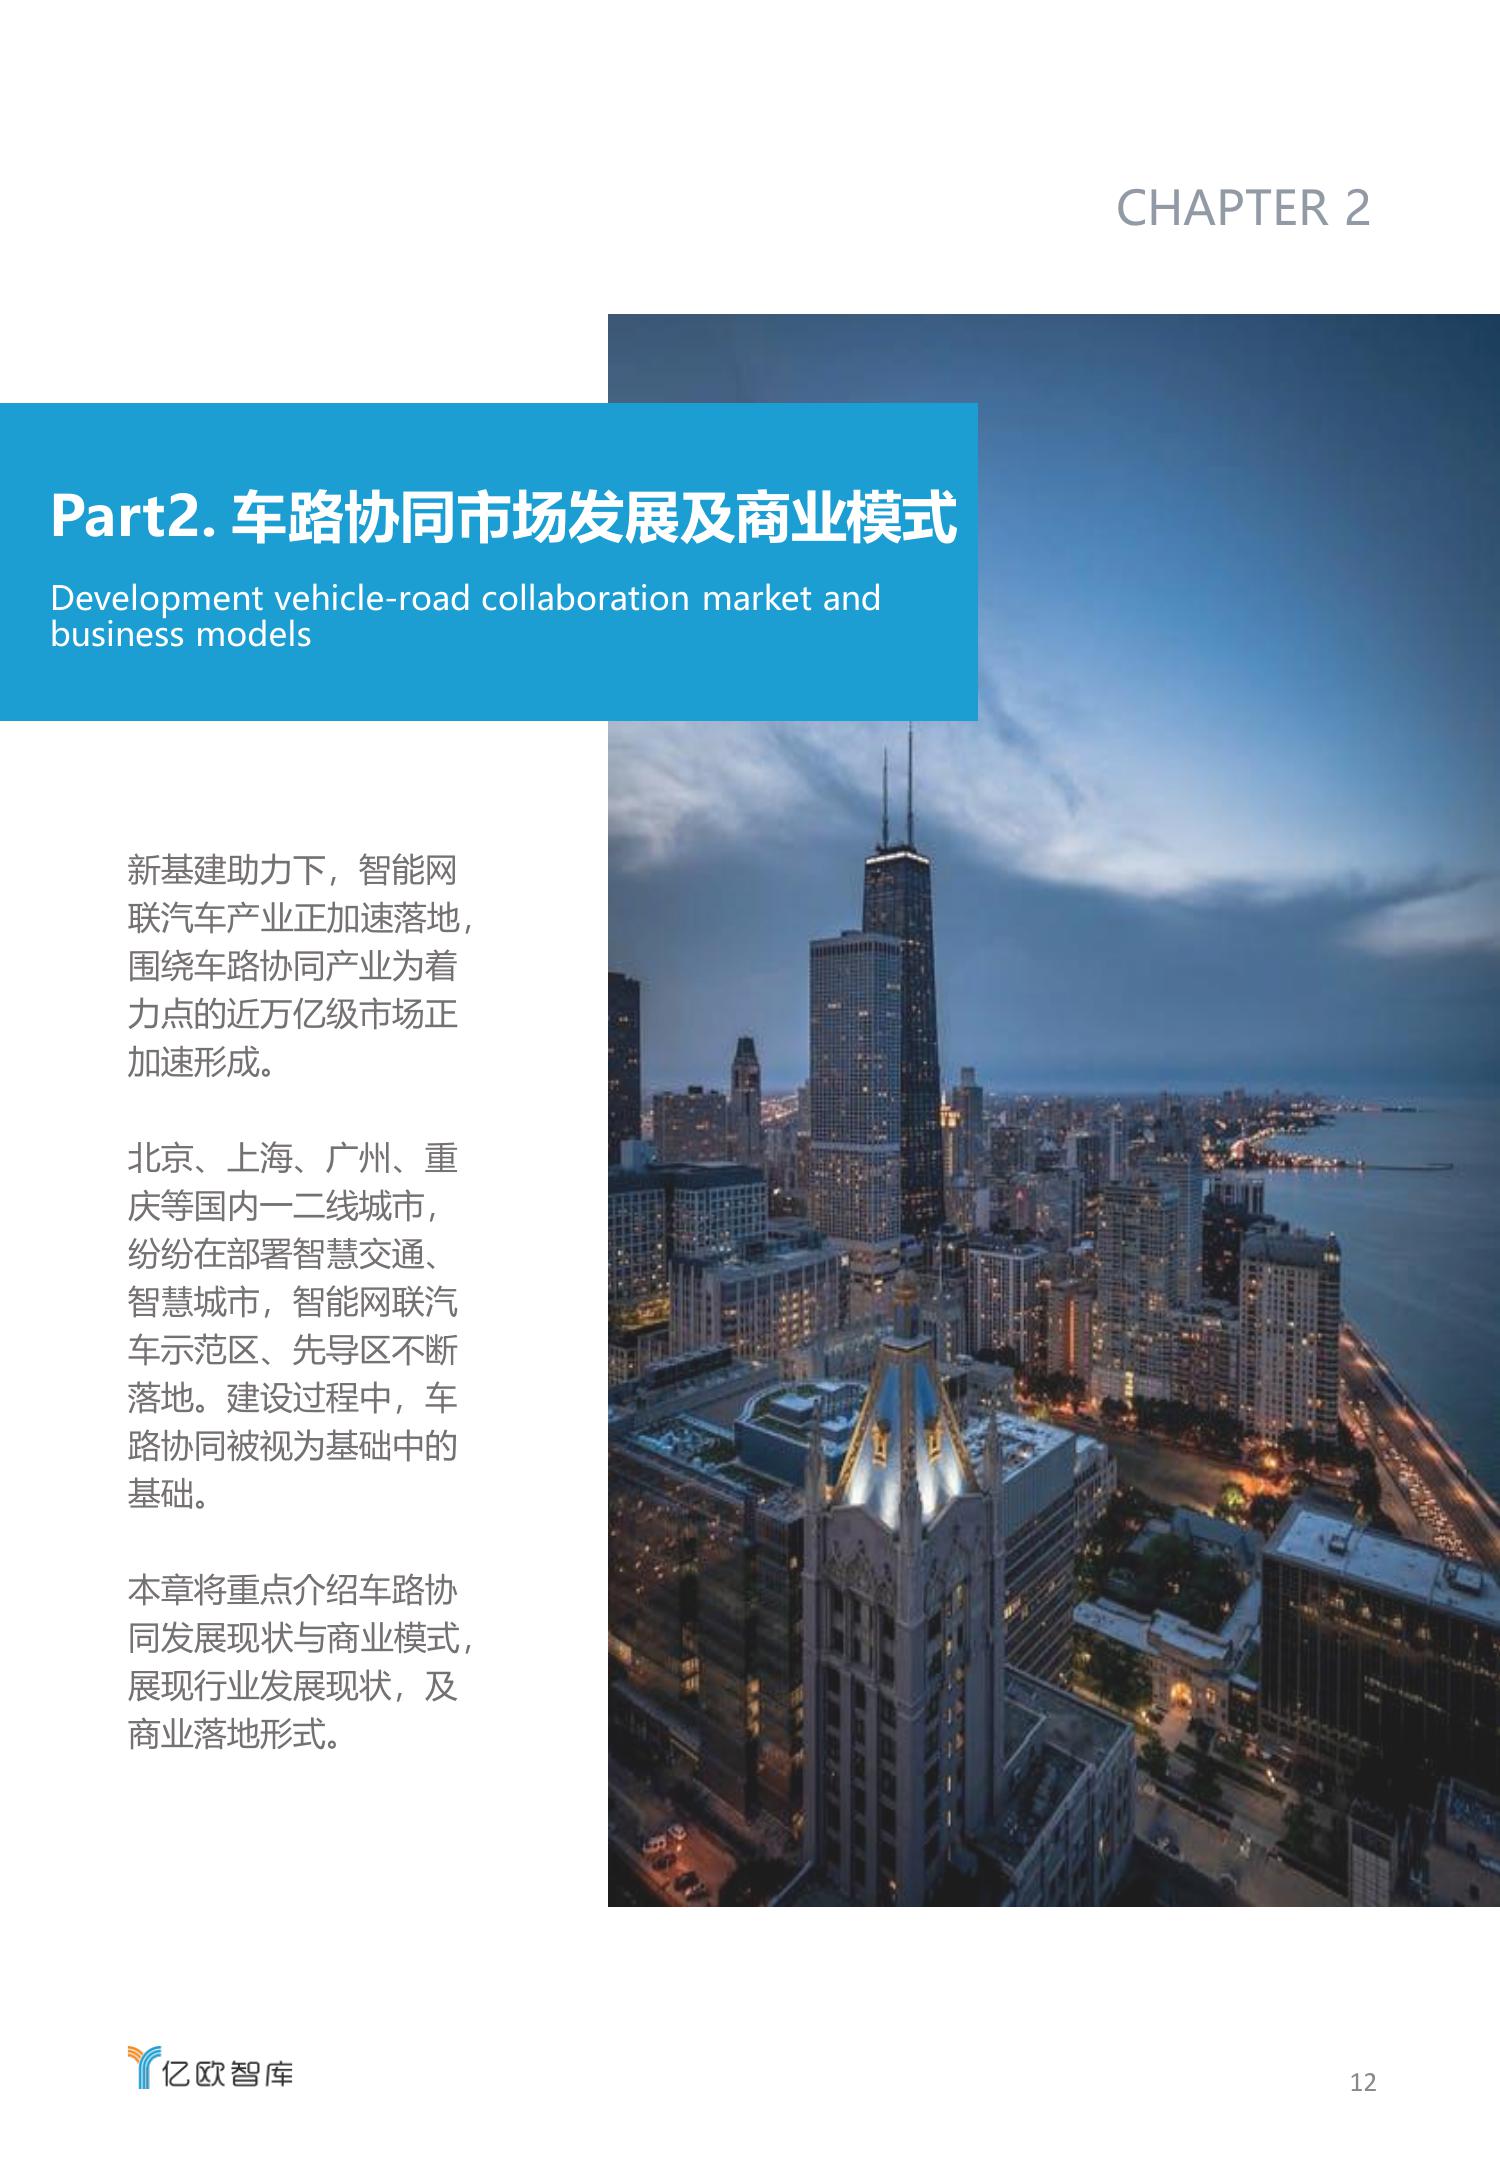 CHAPTER 2
Part2. 车路协同市场发展及商业模式
Development vehicle-road collaboration market and
business models
新基建助力下，智能网
联汽车产业正加速落地，
围绕车路协同产业为着
力点的近万亿级市场正
加速形成。
北京、上海、广州、重
庆等国内一二线城市，
纷纷在部署智慧交通、
智慧城市，智能网联汽
车示范区、先导区不断
落地。建设过程中，车
路协同被视为基础中的
基础。
本章将重点介绍车路协
同发展现状与商业模式，
展现行业发展现状，及
商业落地形式。
亿欧智库
12